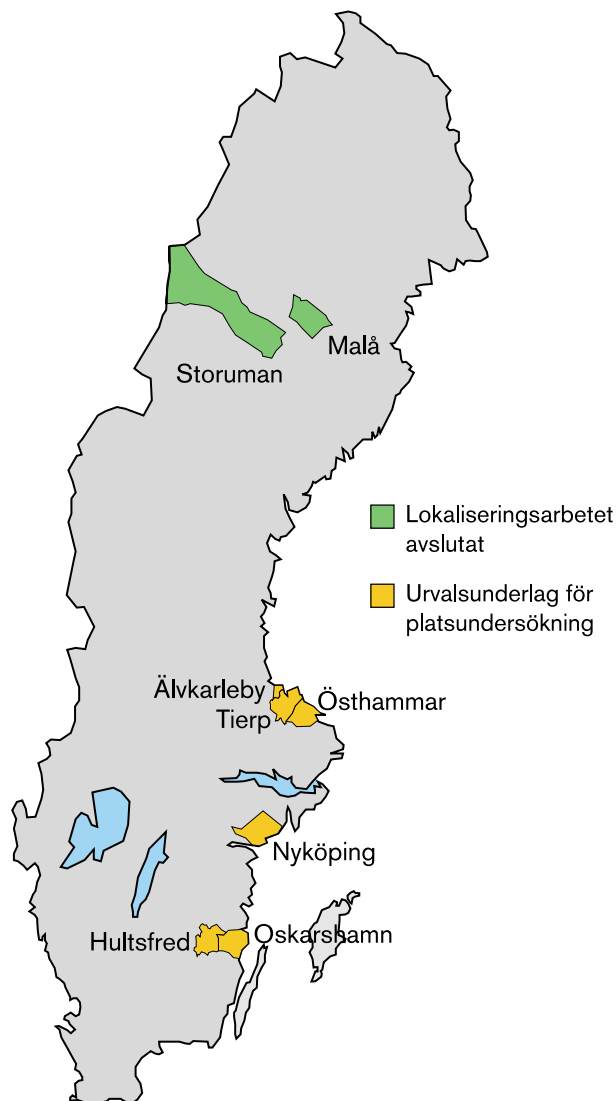 Malå
Storuman
Lokaliseringsarbetet
avslutat
Urvalsunderlag för
platsundersökning
Älvkarleby
Östhammar
Tierp
Nyköping
Hultsfred
Oskarshamn